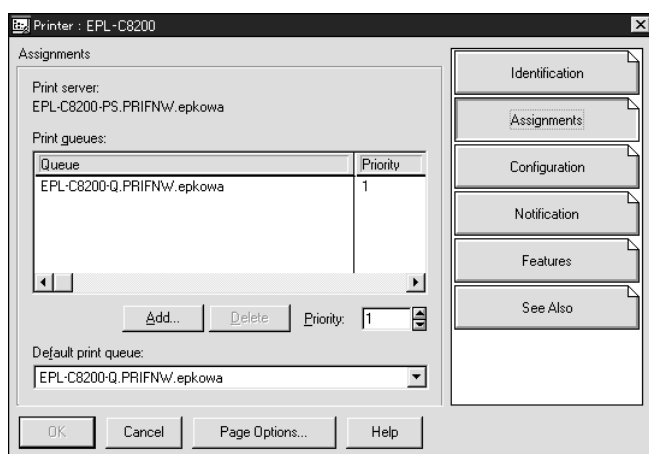 Printer : EPL-C8200
Assignments
Print server:
EPL-C8200-PS.PRIFNW.epkowa
Print queues:
Queue Priority
EPL-C8200-Q.PRIFNW.epkowa 1
Add... Delete Priority: 1
Default print queue:
EPL-C8200-Q.PRIFNW.epkowa
OK Cancel Page Options... Help
Identification
Assignments
Configuration
Notification
Features
See Also